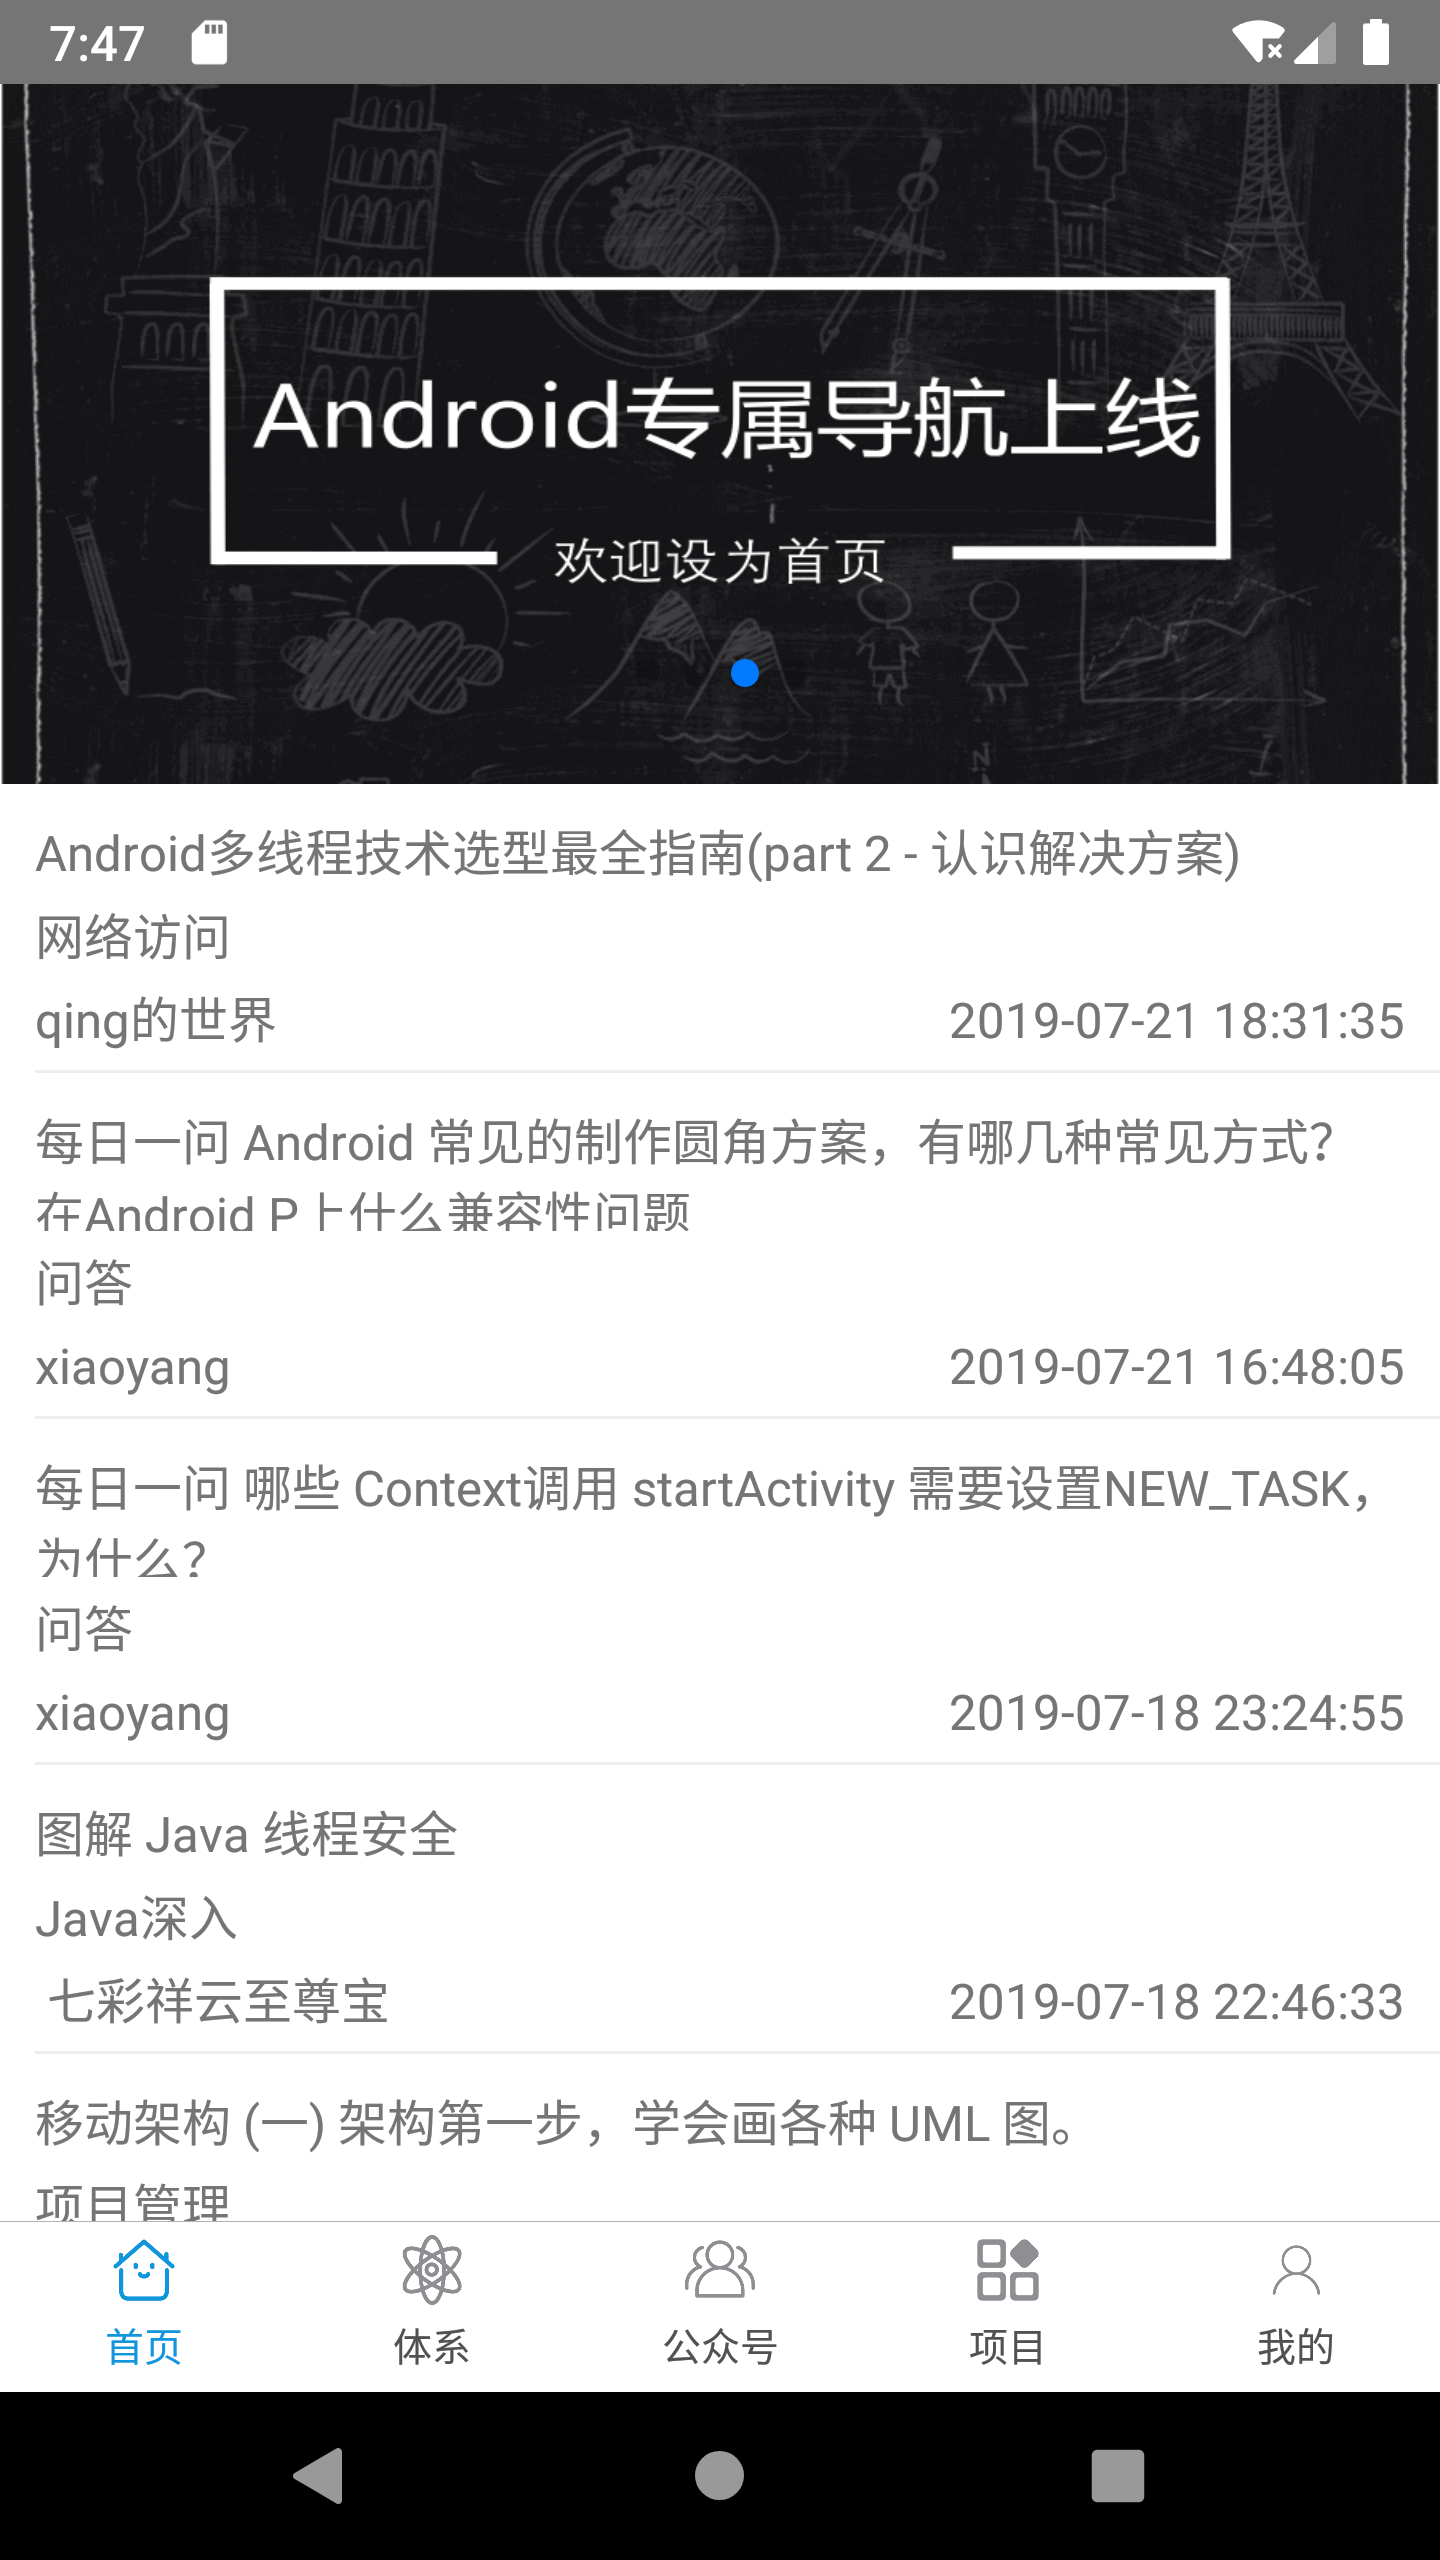 7:47
Android专属导航上线
欢迎设为首页
Android多线程技术选型最全指南(part 2 - 认识解决方案)
网络访问
qing的世界
2019-07-21 18:31:35
每日一问 Android 常见的制作圆角方案，有哪几种常见方式？
在Android P上什么兼容性问题
问答
xiaoyang
2019-07-21 16:48:05
每日一问 哪些 Context调用 startActivity 需要设置NEW_TASK，
为什么？
问答
xiaoyang
2019-07-18 23:24:55
图解 Java 线程安全
Java深入
七彩祥云至尊宝
2019-07-18 22:46:33
移动架构 (一) 架构第一步，学会画各种 UML 图。
项目管理
首页
体系
公众号
项目
我的